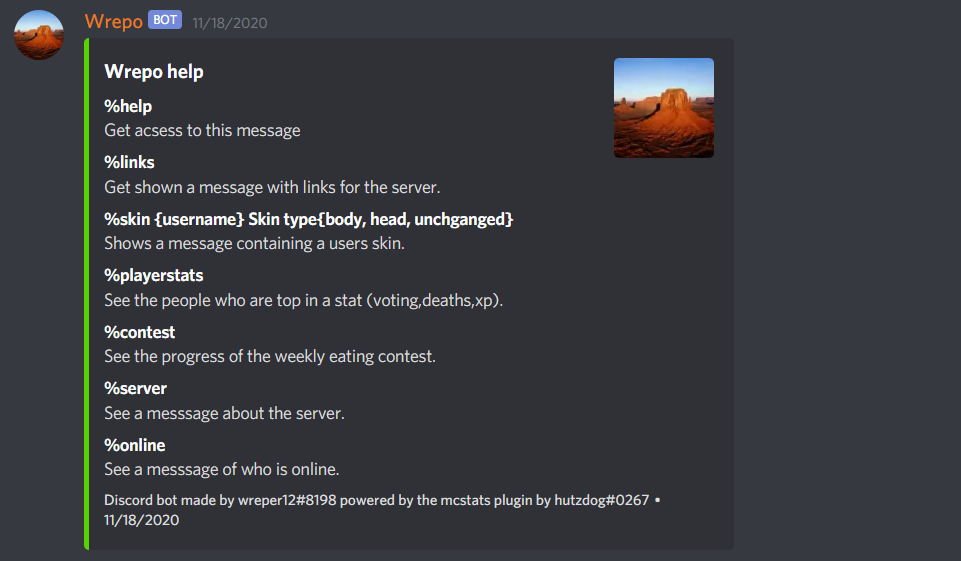 Wrepo BOT 11/18/2020
Wrepo help
%help
Get acsess to this message
%links
Get shown a message with links for the server.
%skin {username} Skin type{body, head, unchganged}
Shows a message containing a users skin.
%playerstats
See the people who are top in a stat (voting,deaths,xp).
%contest
See the progress of the weekly eating contest.
%server
See a messsage about the server.
%online
See a messsage of who is online.
Discord bot made by wreper12#8198 powered by the mcstats plugin by hutzdog#0267 •
11/18/2020